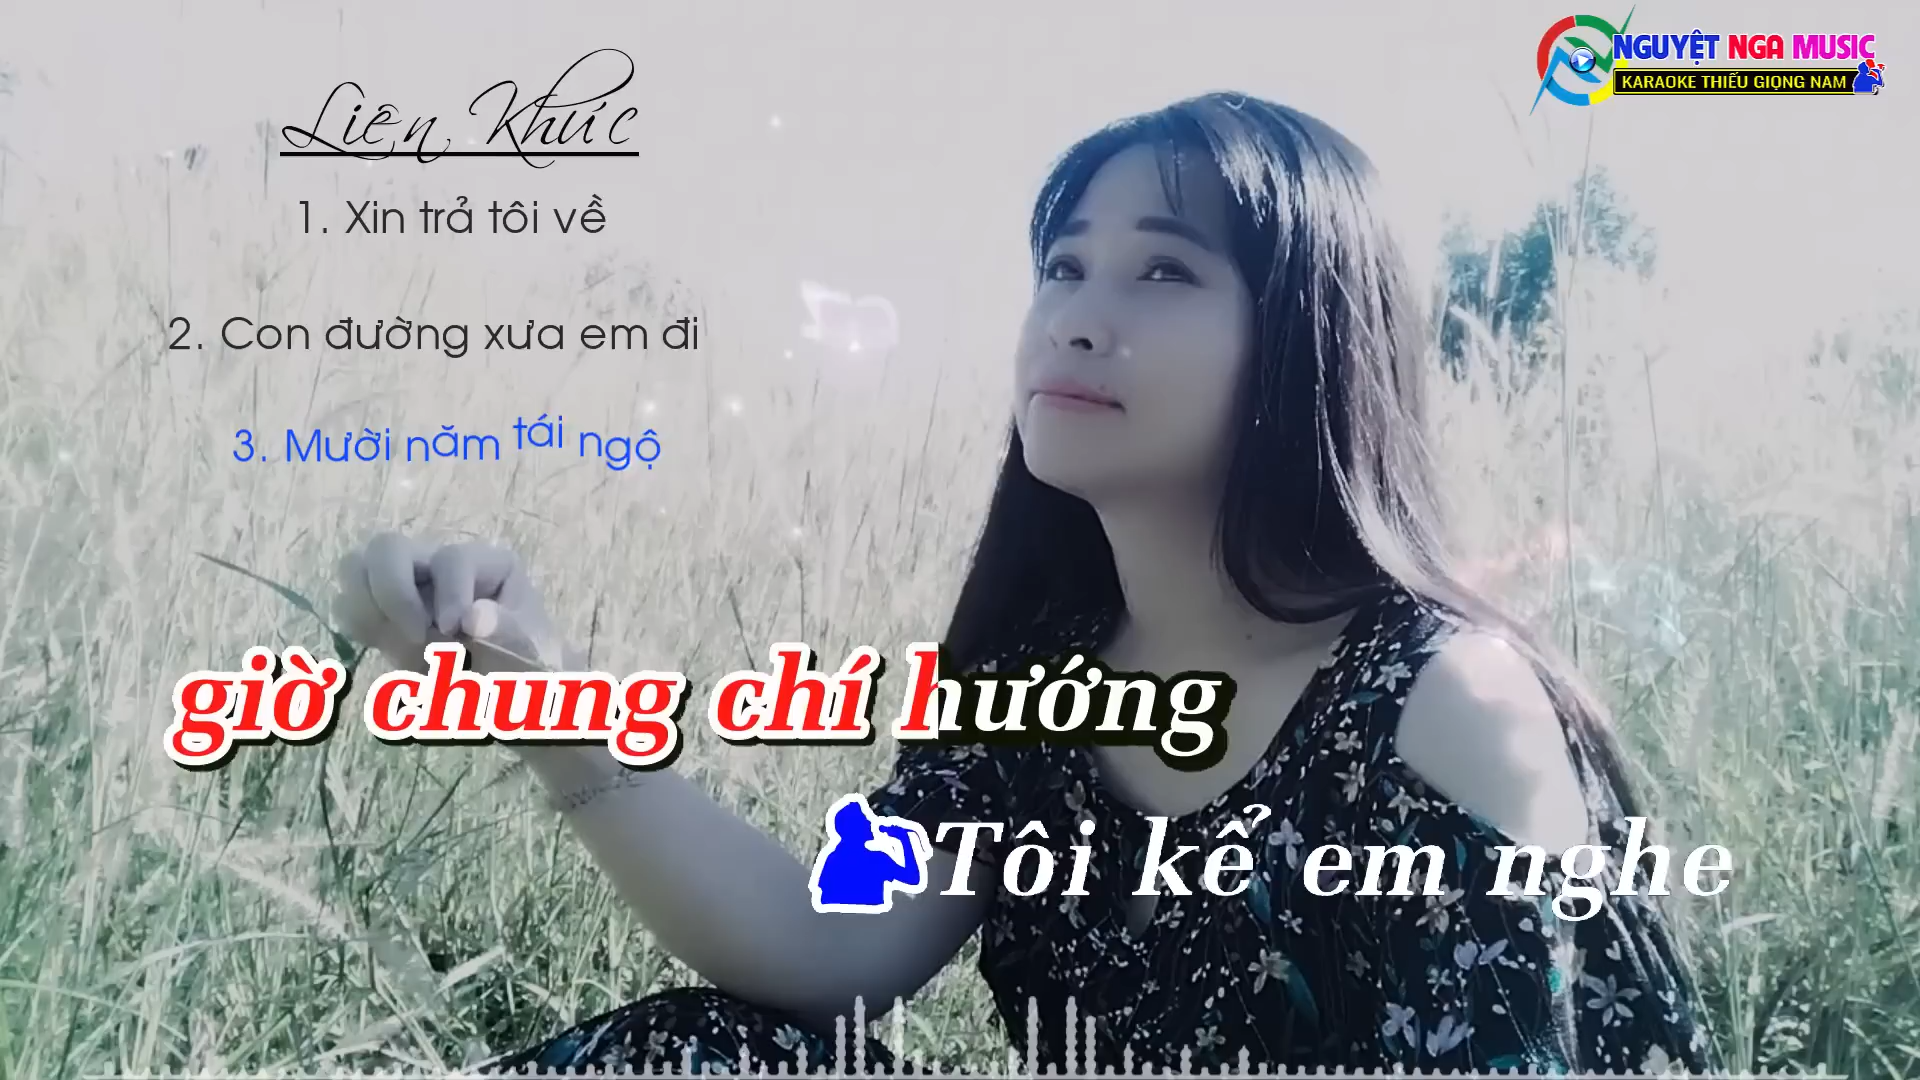 NGUYỆT NGA MUSIC
KARAOKE THIẾU GIỌNG NAM
Liên Khúc
1. Xin trả tôi về
2. Con đường xưa em đi
3. Mười năm tái ngộ
giờ chung chí hướng
Tôi kể em nghe